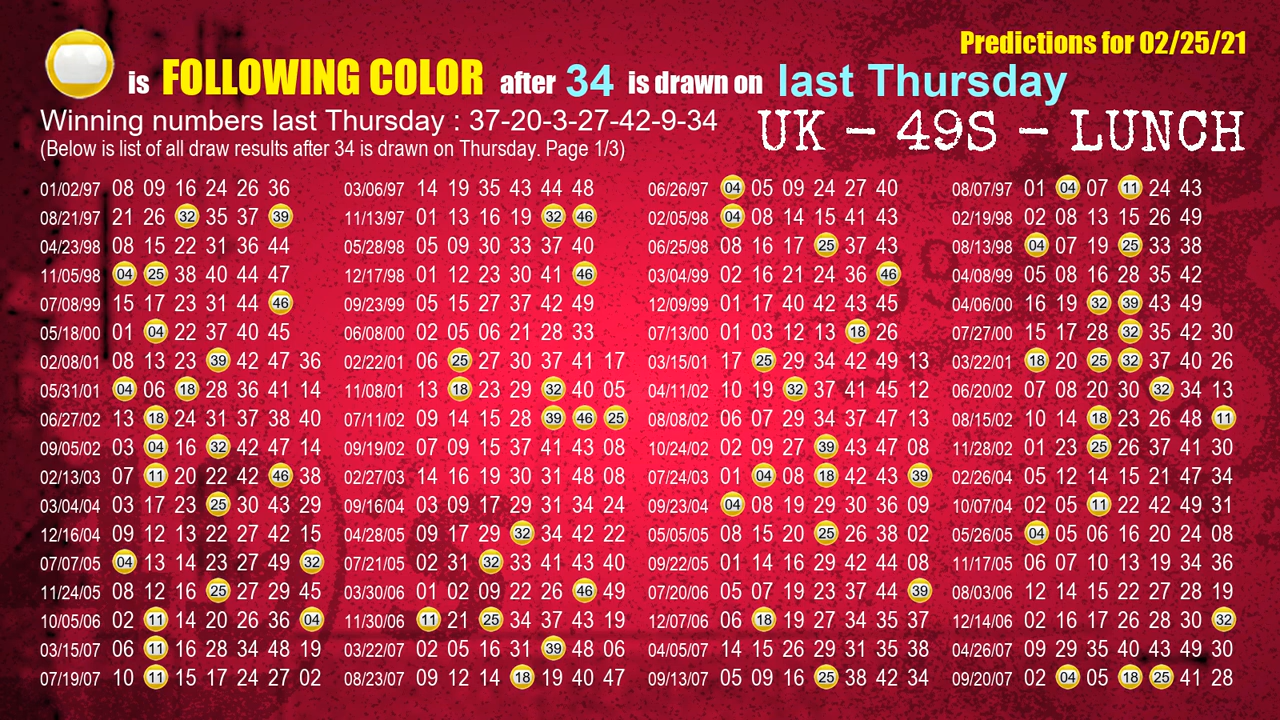 Predictions for 02/25/21
is FOLLOWING COLOR after 34 is drawn on last Thursday
Winning numbers last Thursday : 37-20-3-27-42-9-34
UK - 49S - LUNCH
(Below is list of all draw results after 34 is drawn on Thursday. Page 1/3)
01/02/97 08 09 16 24 26 36 03/06/97 14 19 35 43 44 48 06/26/97 04 05 09 24 27 40 08/07/97 01 04 07 11 24 43
08/21/97 21 26 32 35 37 39 11/13/97 01 13 16 19 32 46 02/05/98 04 08 14 15 41 43 02/19/98 02 08 13 15 26 49
04/23/98 08 15 22 31 36 44 05/28/98 05 09 30 33 37 40 06/25/98 08 16 17 25 37 43 08/13/98 04 07 19 25 33 38
11/05/98 04 25 38 40 44 47 12/17/98 01 12 23 30 41 46 03/04/99 02 16 21 24 36 46 04/08/99 05 08 16 28 35 42
07/08/99 15 17 23 31 44 46 09/23/99 05 15 27 37 42 49 12/09/99 01 17 40 42 43 45 04/06/00 16 19 32 39 43 49
05/18/00 01 04 22 37 40 45 06/08/00 02 05 06 21 28 33 07/13/00 01 03 12 13 18 26 07/27/00 15 17 28 32 35 42 30
02/08/01 08 13 23 39 42 47 36 02/22/01 06 25 27 30 37 41 17 03/15/01 17 25 29 34 42 49 13 03/22/01 18 20 25 32 37 40 26
05/31/01 04 06 18 28 36 41 14 11/08/01 13 18 23 29 32 40 05 04/11/02 10 19 32 37 41 45 12 06/20/02 07 08 20 30 32 34 13
06/27/02 13 18 24 31 37 38 40 07/11/02 09 14 15 28 39 46 25 08/08/02 06 07 29 34 37 47 13 08/15/02 10 14 18 23 26 48 11
09/05/02 03 04 16 32 42 47 14 09/19/02 07 09 15 37 41 43 08 10/24/02 02 09 27 39 43 47 08 11/28/02 01 23 25 26 37 41 30
02/13/03 07 11 20 22 42 46 38 02/27/03 14 16 19 30 31 48 08 07/24/03 01 04 08 18 42 43 39 02/26/04 05 12 14 15 21 47 34
03/04/04 03 17 23 25 30 43 29 09/16/04 03 09 17 29 31 34 24 09/23/04 04 08 19 29 30 36 09 10/07/04 02 05 11 22 42 49 31
12/16/04 09 12 13 22 27 42 15 04/28/05 09 17 29 32 34 42 22 05/05/05 08 15 20 25 26 38 02 05/26/05 04 05 06 16 20 24 08
07/07/05 04 13 14 23 27 49 32 07/21/05 02 31 32 33 41 43 40 09/22/05 01 14 16 29 42 44 08 11/17/05 06 07 10 13 19 34 36
11/24/05 08 12 16 25 27 29 45 03/30/06 01 02 09 22 26 46 49 07/20/06 05 07 19 23 37 44 39 08/03/06 12 14 15 22 27 28 19
10/05/06 02 11 14 20 26 36 04 11/30/06 11 21 25 34 37 43 19 12/07/06 06 18 19 27 34 35 37 12/14/06 02 16 17 26 28 30 32
03/15/07 06 11 16 28 34 48 19 03/22/07 02 05 16 31 39 48 06 04/05/07 14 15 26 29 31 35 38 04/26/07 09 29 35 40 43 49 30
07/19/07 10 11 15 17 24 27 02 08/23/07 09 12 14 18 19 40 47 09/13/07 05 09 16 25 38 42 34 09/20/07 02 04 05 18 25 41 28